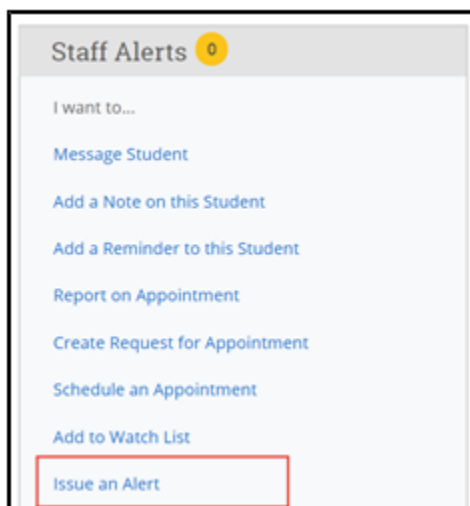 Staff Alerts 0
I want to...
Message Student
Add a Note on this Student
Add a Reminder to this Student
Report on Appointment
Create Request for Appointment
Schedule an Appointment
Add to Watch List
Issue an Alert